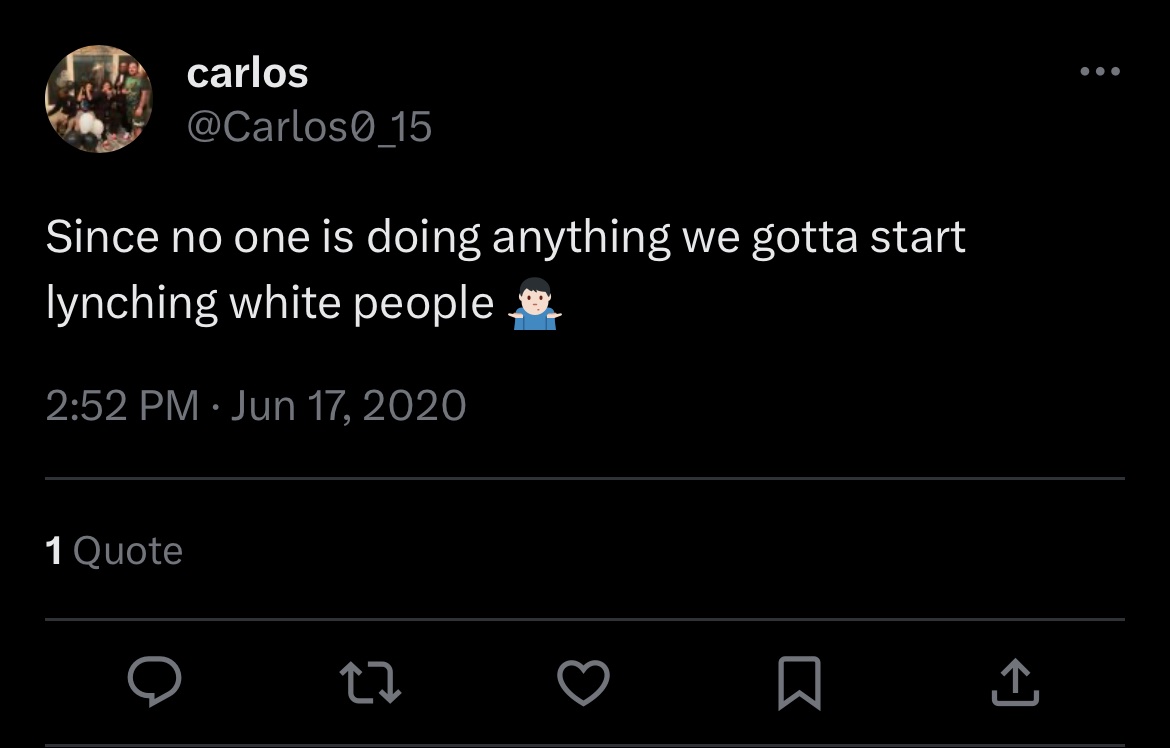 carlos
@Carlos0_15
Since no one is doing anything we gotta start
lynching white people 🤷🏻‍♂️
2:52 PM · Jun 17, 2020
1 Quote